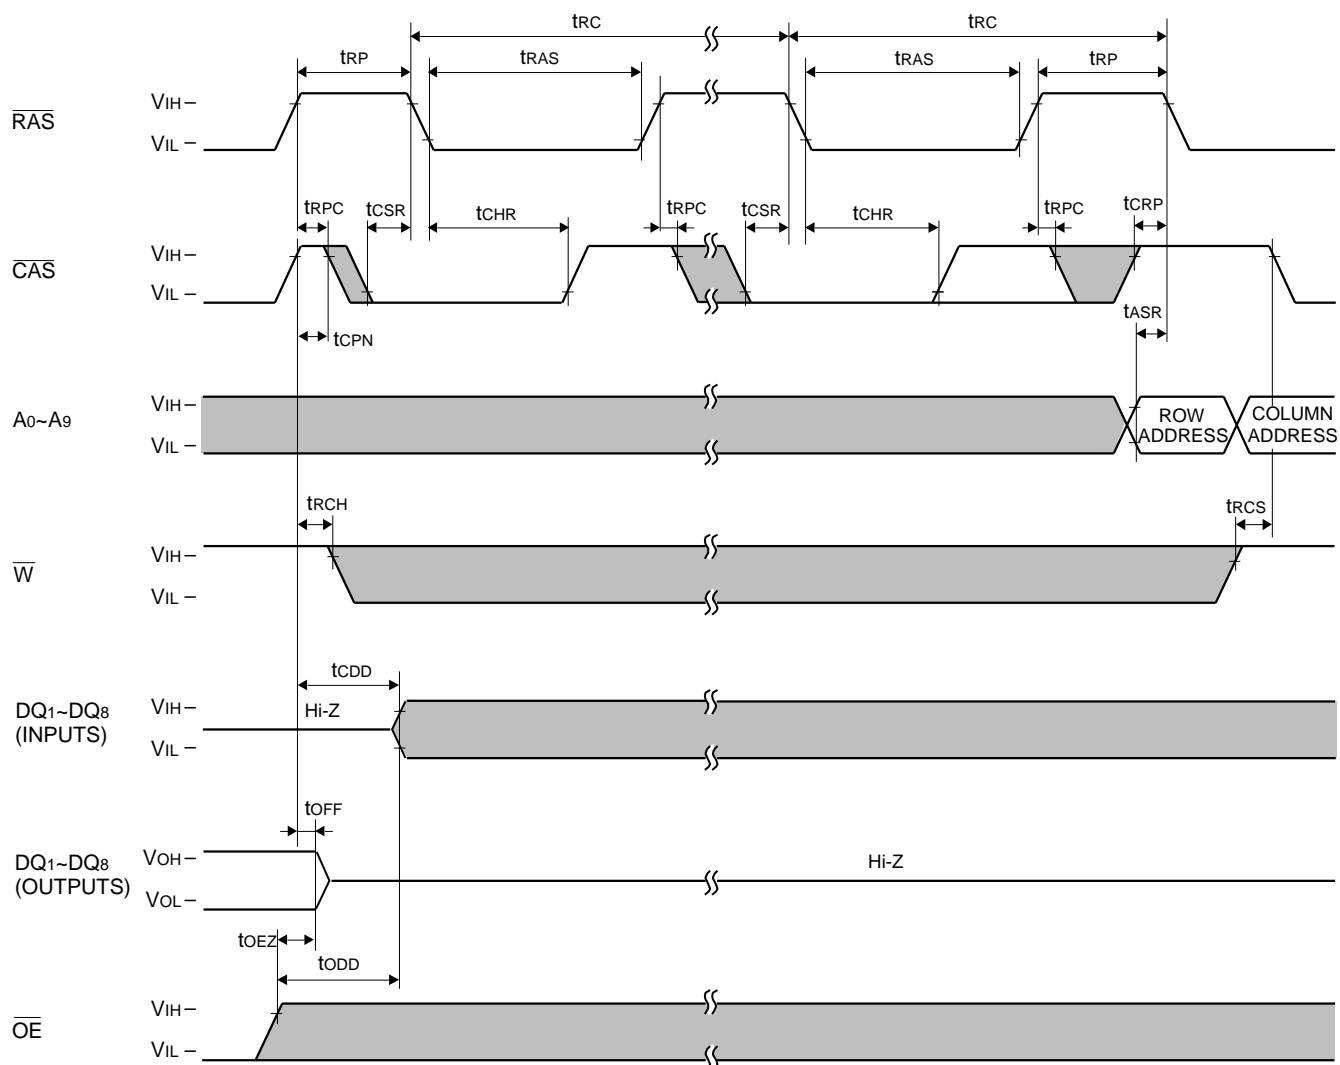 tRC tRC
tRP tRAS tRAS tRP
RAS
VIH
VIL
tRPC tCSR tCHR tRPC tCSR tCHR tRPC tCRP
CAS
VIH
VIL
tCPN tASR
A0~A9
VIH
VIL
ROW
ADDRESS
COLUMN
ADDRESS
tRCH tRCS
W
VIH
VIL
tCDD
DQ1~DQ8
(INPUTS)
VIH
VIL
Hi-Z
tOFF
DQ1~DQ8
(OUTPUTS)
VOH
VOL
Hi-Z
tOEZ
tODD
OE
VIH
VIL